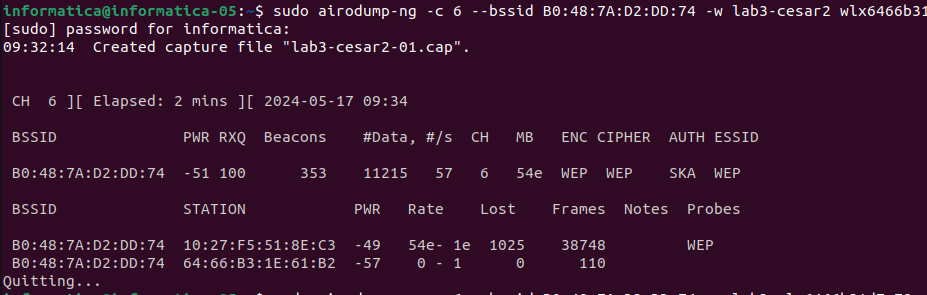 informatica@informatica-05:~$ sudo airodump-ng -c 6 --bssid B0:48:7A:D2:DD:74 -w lab3-cesar2 wlx6466b31
[sudo] password for informatica:
09:32:14  Created capture file "lab3-cesar2-01.cap".
CH  6 ][ Elapsed: 2 mins ][ 2024-05-17 09:34
BSSID              PWR RXQ  Beacons    #Data, #/s  CH   MB   ENC CIPHER  AUTH ESSID
B0:48:7A:D2:DD:74  -51 100      353    11215   57   6   54e  WEP  WEP    SKA  WEP
BSSID              STATION            PWR   Rate    Lost    Frames  Notes  Probes
B0:48:7A:D2:DD:74  10:27:F5:51:8E:C3  -49   54e- 1e  1025    38748         WEP
B0:48:7A:D2:DD:74  64:66:B3:1E:61:B2  -57    0 - 1      0      110
Quitting...